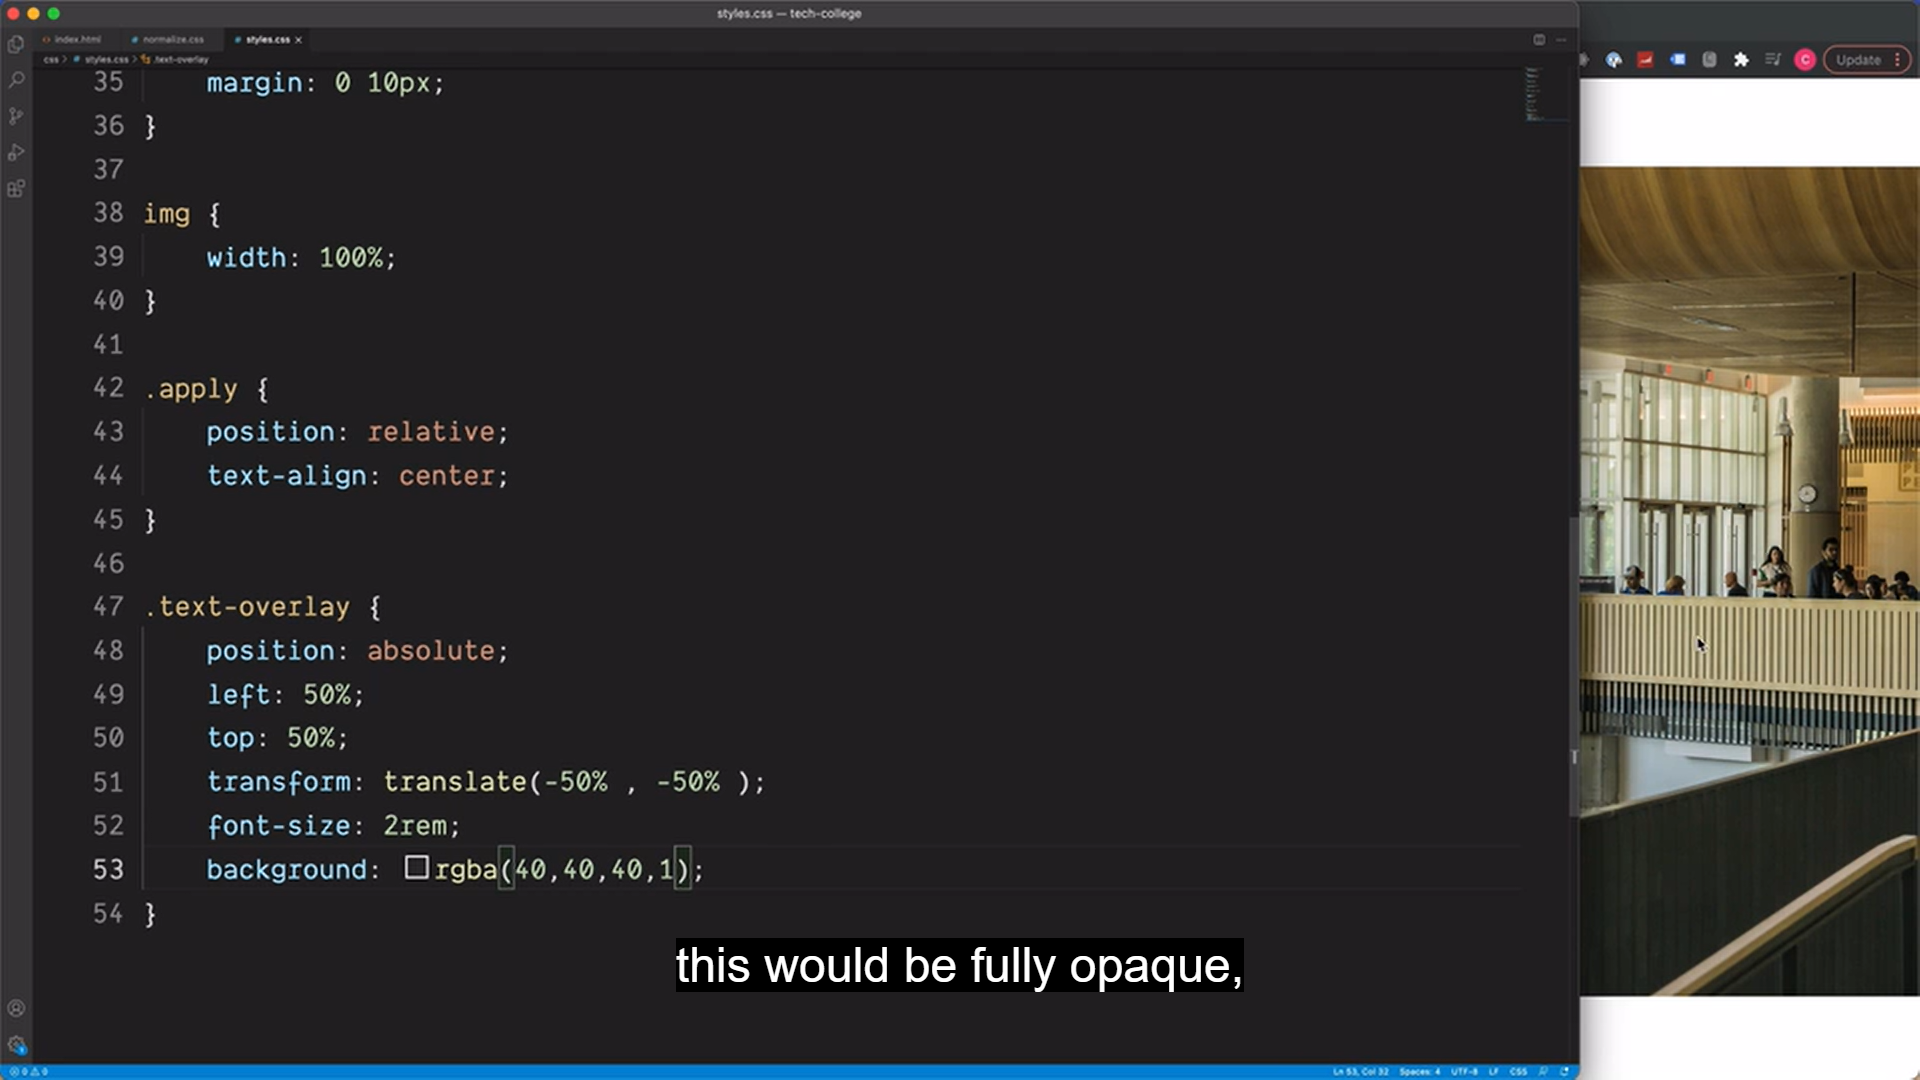 styles.css — tech-college
index.html
normalize.css
styles.css
css > # styles.css > .text-overlay
Update
35 margin: 0 10px;
36 }
37
38 img {
39 width: 100%;
40 }
41
42 .apply {
43 position: relative;
44 text-align: center;
45 }
46
47 .text-overlay {
48 position: absolute;
49 left: 50%;
50 top: 50%;
51 transform: translate(-50% , -50% );
52 font-size: 2rem;
53 background: rgba(40,40,40,1);
54 }
this would be fully opaque,
0 0
Ln 53, Col 32 Spaces: 4 UTF-8 LF CSS